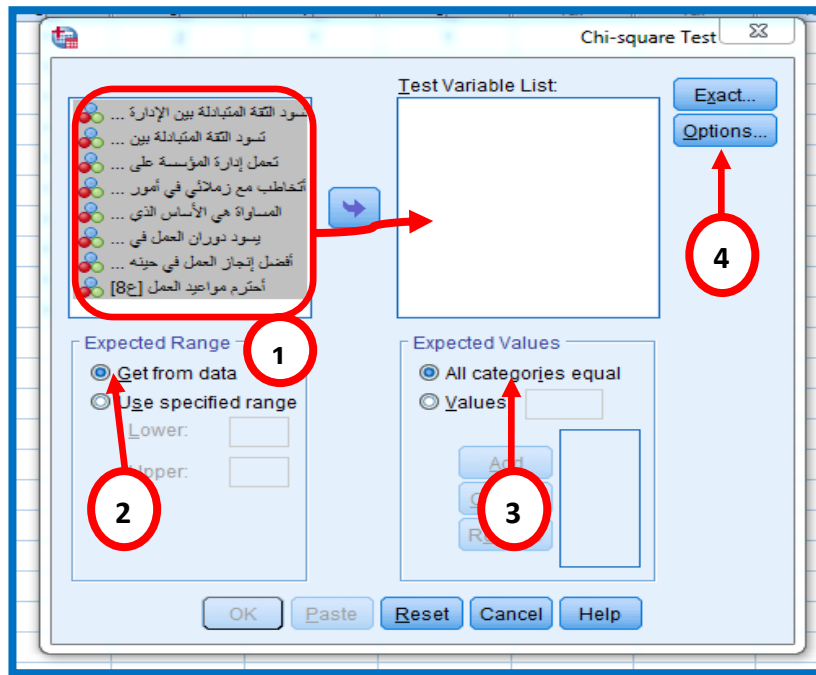 Chi-square Test
Test Variable List:
Exact...
Options...
تسود الثقة المتبادلة بين الإدارة ...
تسود الثقة المتبادلة بين ...
تعمل إدارة المؤسسة على ...
أتخاطب مع زملائي في أمور ...
المساواة هي الأساس الذي ...
يسود دوران العمل في ...
أفضل إنجاز العمل في حينه ...
أحترم مواعيد العمل [ع8]
4
1
Expected Range
Get from data
Use specified range
Lower:
Upper:
2
Expected Values
All categories equal
Values
Add
3
OK
Paste
Reset
Cancel
Help